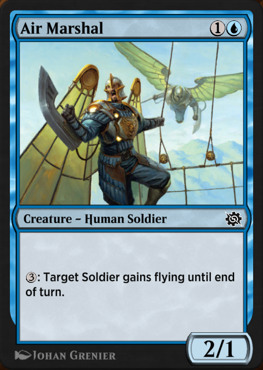 Air Marshal 1
Creature – Human Soldier
3: Target Soldier gains flying until end
of turn.
2/1
Johan Grenier